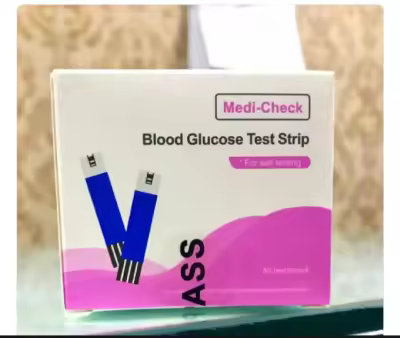 Medi-Check
Blood Glucose Test Strip
* For self testing
ASS